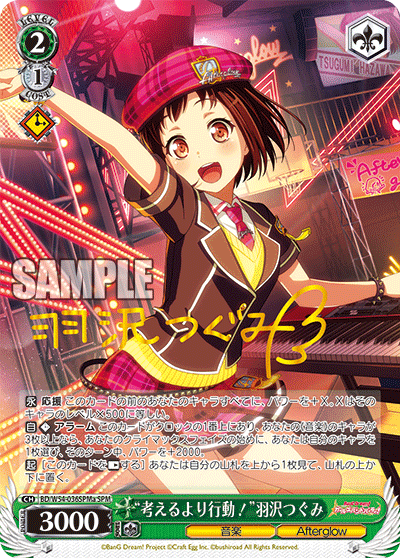 LEVEL
2
1
COST
TSUGUMI HAZAWA
Afterglow
SAMPLE
羽沢つぐみ
永 応援 このカードの前のあなたのキャラすべてに、パワーを+X。Xはそのキャラのレベル×500に等しい。
自 アラーム このカードがクロックの1番上にあり、あなたの《音楽》のキャラが3枚以上なら、あなたのクライマックスフェイズの始めに、あなたは自分のキャラを1枚選び、そのターン中、パワーを+2000。
起 [このカードを する] あなたは自分の山札を上から1枚見て、山札の上か下に置く。
CH BD/W54-036SPMa SPM
3000
“考えるより行動!”羽沢つぐみ
音楽
Afterglow
©BanG Dream! Project ©Craft Egg Inc. ©bushiroad All Rights Reserved.